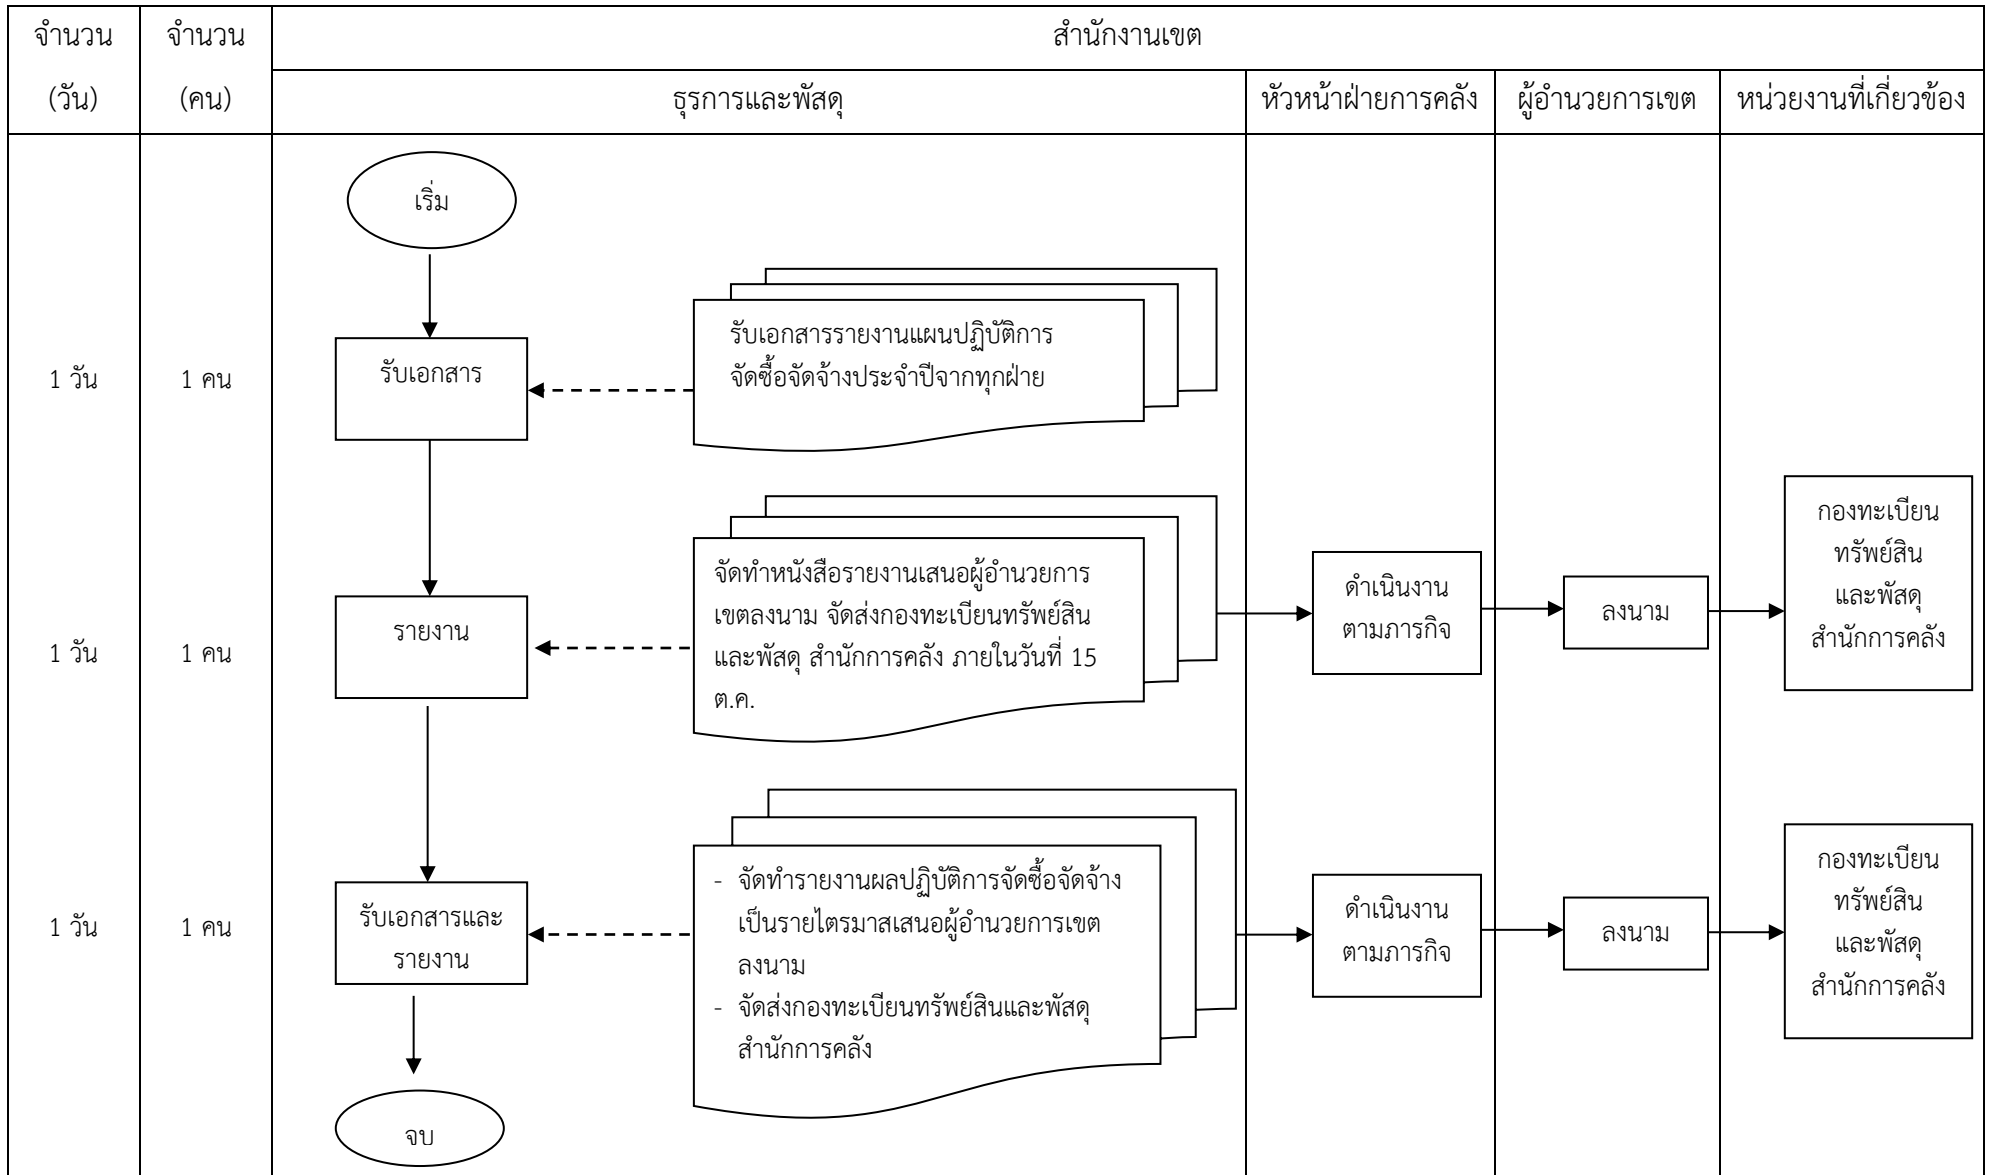 จำนวน
(วัน)
จำนวน
(คน)
สำนักงานเขต
ธุรการและพัสดุ
หัวหน้าฝ่ายการคลัง
ผู้อำนวยการเขต
หน่วยงานที่เกี่ยวข้อง
เริ่ม
1 วัน
1 คน
รับเอกสาร
รับเอกสารรายงานแผนปฏิบัติการ
จัดซื้อจัดจ้างประจำปีจากทุกฝ่าย
1 วัน
1 คน
รายงาน
จัดทำหนังสือรายงานเสนอผู้อำนวยการ
เขตลงนาม จัดส่งกองทะเบียนทรัพย์สิน
และพัสดุ สำนักการคลัง ภายในวันที่ 15
ต.ค.
ดำเนินงาน
ตามภารกิจ
ลงนาม
กองทะเบียน
ทรัพย์สิน
และพัสดุ
สำนักการคลัง
1 วัน
1 คน
รับเอกสารและ
รายงาน
- จัดทำรายงานผลปฏิบัติการจัดซื้อจัดจ้าง
เป็นรายไตรมาสเสนอผู้อำนวยการเขต
ลงนาม
- จัดส่งกองทะเบียนทรัพย์สินและพัสดุ
สำนักการคลัง
ดำเนินงาน
ตามภารกิจ
ลงนาม
กองทะเบียน
ทรัพย์สิน
และพัสดุ
สำนักการคลัง
จบ